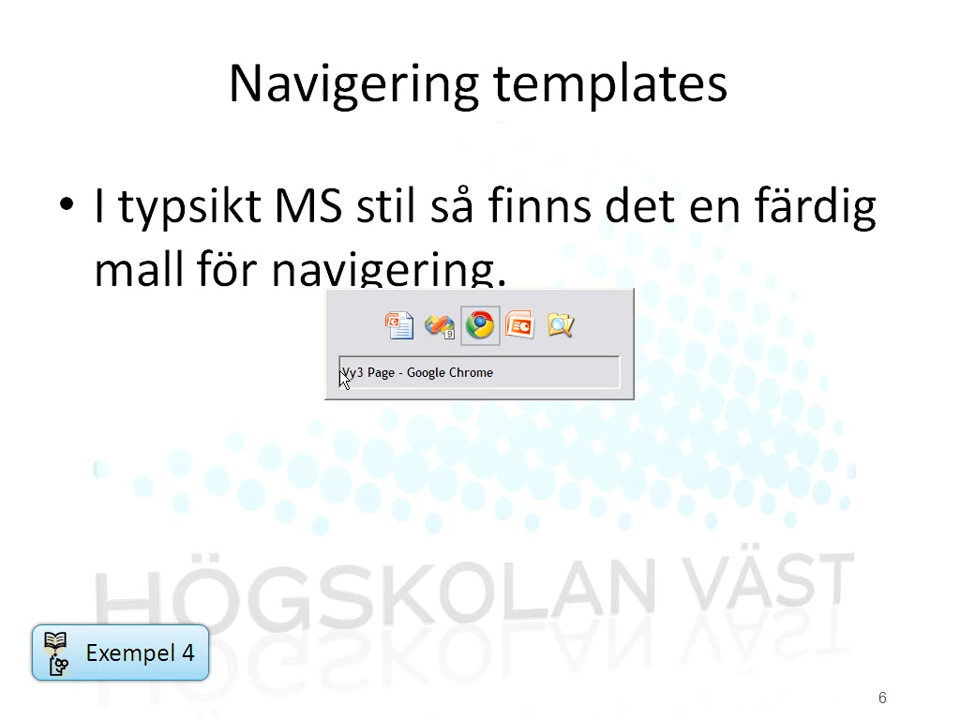 Navigering templates
• I typsikt MS stil så finns det en färdig
mall för navigering.
9
Vy3 Page - Google Chrome
HÖGSKOLAN VÄST
Exempel 4
6